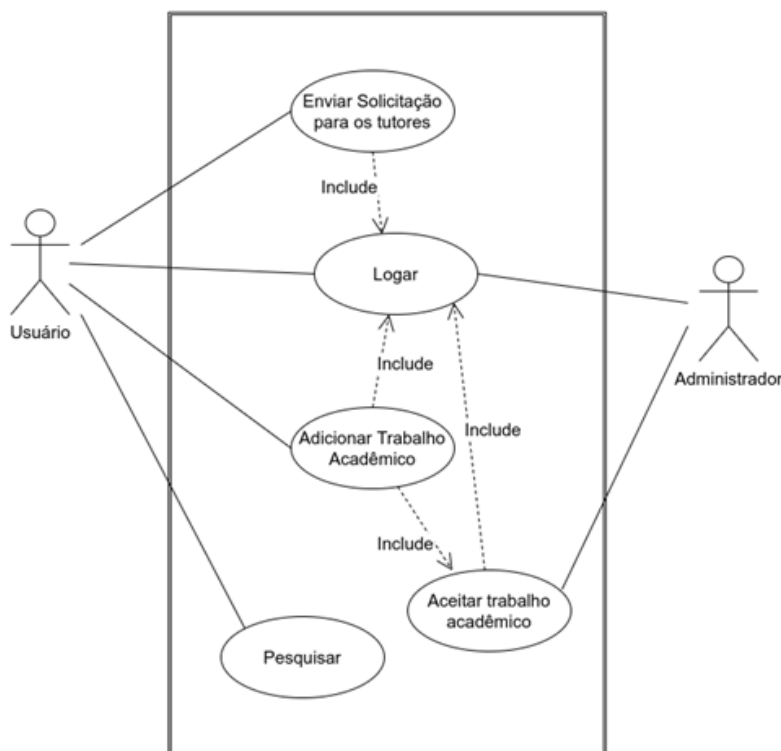 Enviar Solicitação
para os tutores
Include
Logar
Usuário
Administrador
Include
Include
Adicionar Trabalho
Acadêmico
Include
Aceitar trabalho
acadêmico
Pesquisar